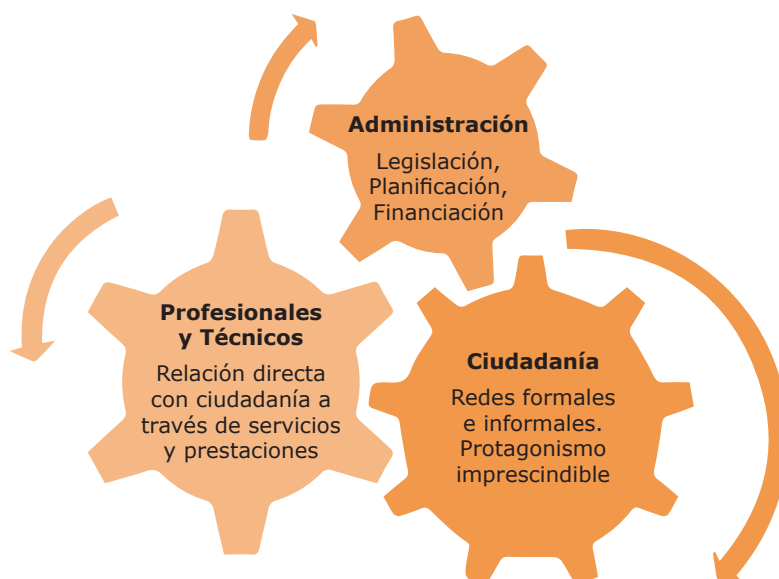 Administración
Legislación,
Planificación,
Financiación
Profesionales
y Técnicos
Relación directa
con ciudadanía a
través de servicios
y prestaciones
Ciudadanía
Redes formales
e informales.
Protagonismo
imprescindible